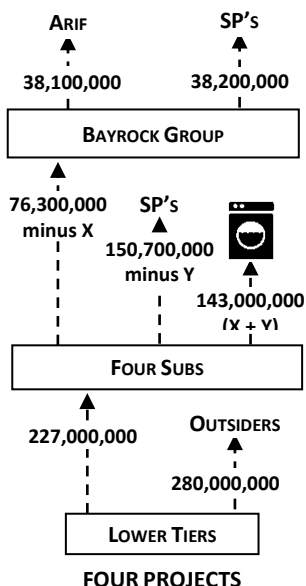 ARIF SP'S
38,100,000 38,200,000
BAYROCK GROUP
76,300,000
minus X
SP'S
150,700,000
minus Y
143,000,000
(X + Y)
FOUR SUBS
227,000,000
OUTSIDERS
280,000,000
LOWER TIERS
FOUR PROJECTS